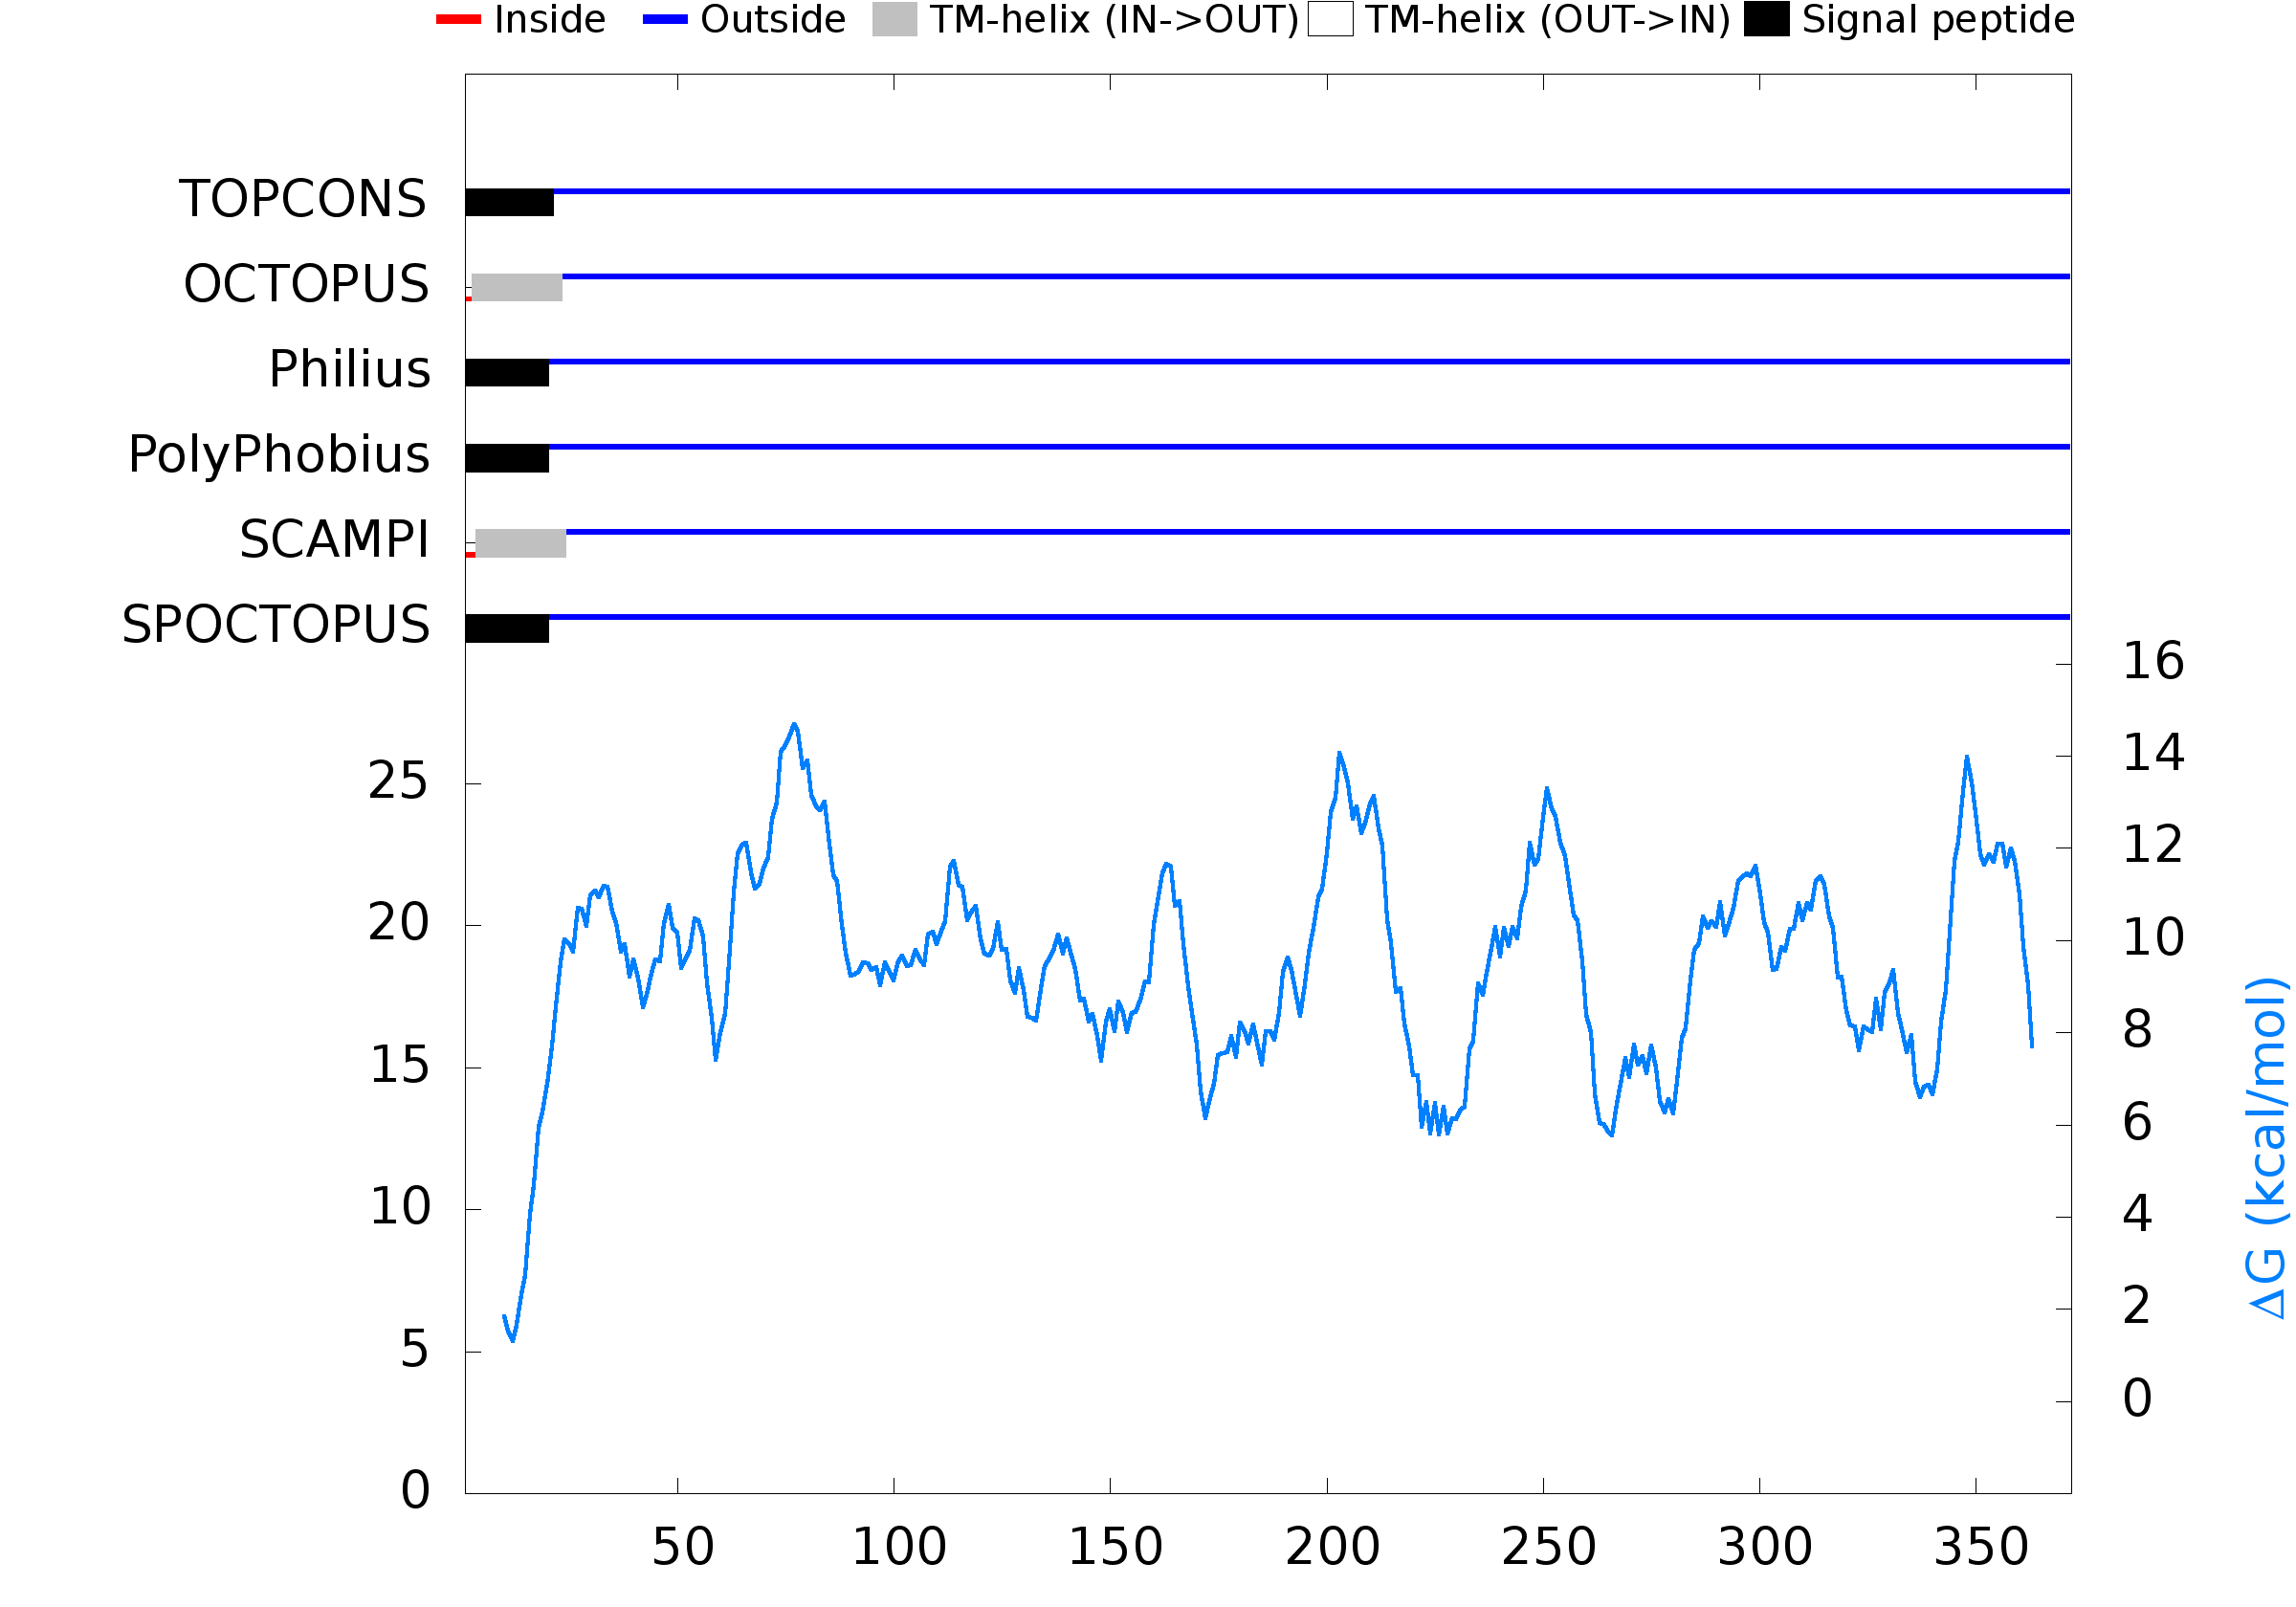 Inside Outside TM-helix (IN->OUT) TM-helix (OUT->IN) Signal peptide
TOPCONS
OCTOPUS
Philius
PolyPhobius
SCAMPI
SPOCTOPUS
16
14
25
12
20
10
8
15
6
10
4
2
5
0
0
ΔG (kcal/mol)
50 100 150 200 250 300 350